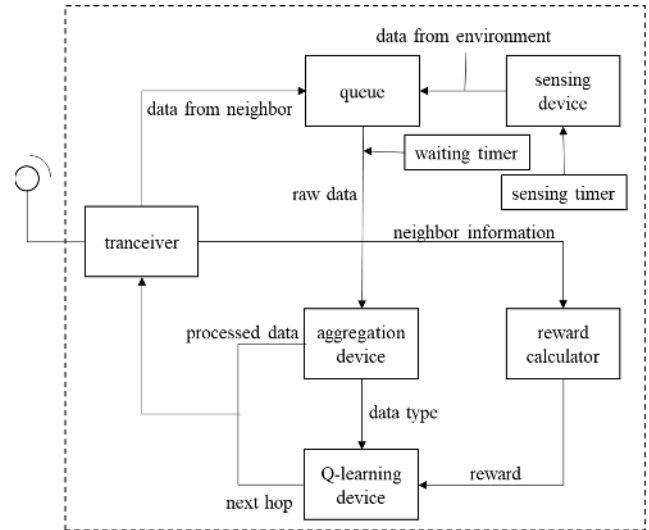 data from environment
queue
sensing
device
data from neighbor
waiting timer
raw data
sensing timer
tranceiver
neighbor information
processed data
aggregation
device
reward
calculator
data type
Q-learning
device
reward
next hop